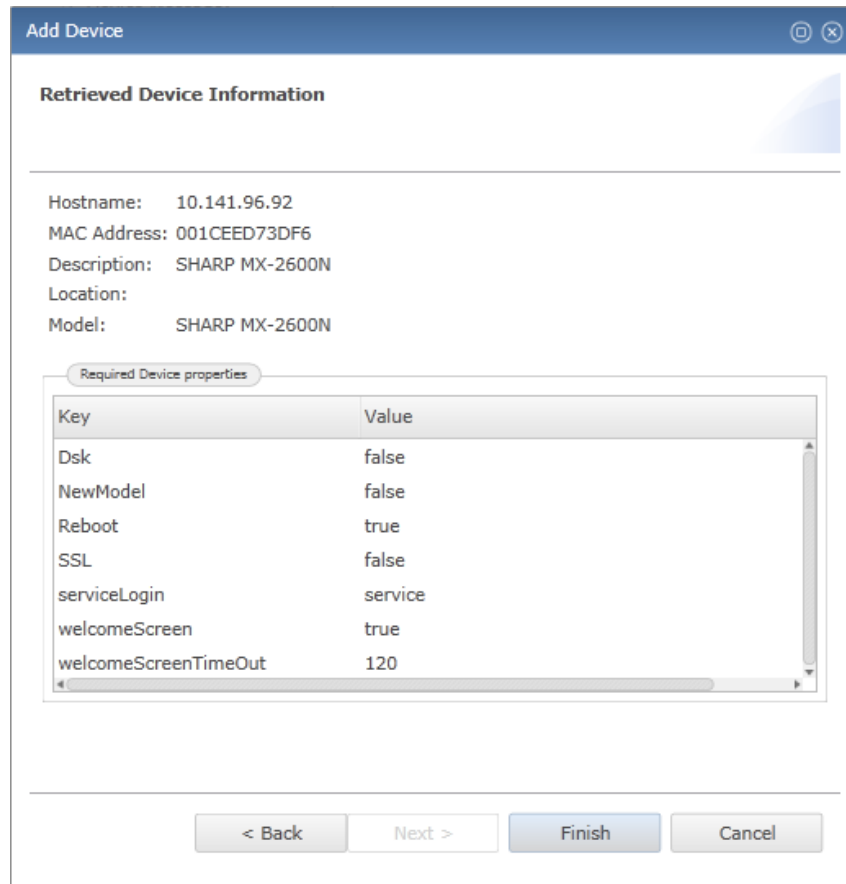 Add Device
Retrieved Device Information
Hostname: 10.141.96.92
MAC Address: 001CEED73DF6
Description: SHARP MX-2600N
Location:
Model: SHARP MX-2600N
Required Device properties
Key Value
Dsk false
NewModel false
Reboot true
SSL false
serviceLogin service
welcomeScreen true
welcomeScreenTimeOut 120
< Back Next > Finish Cancel